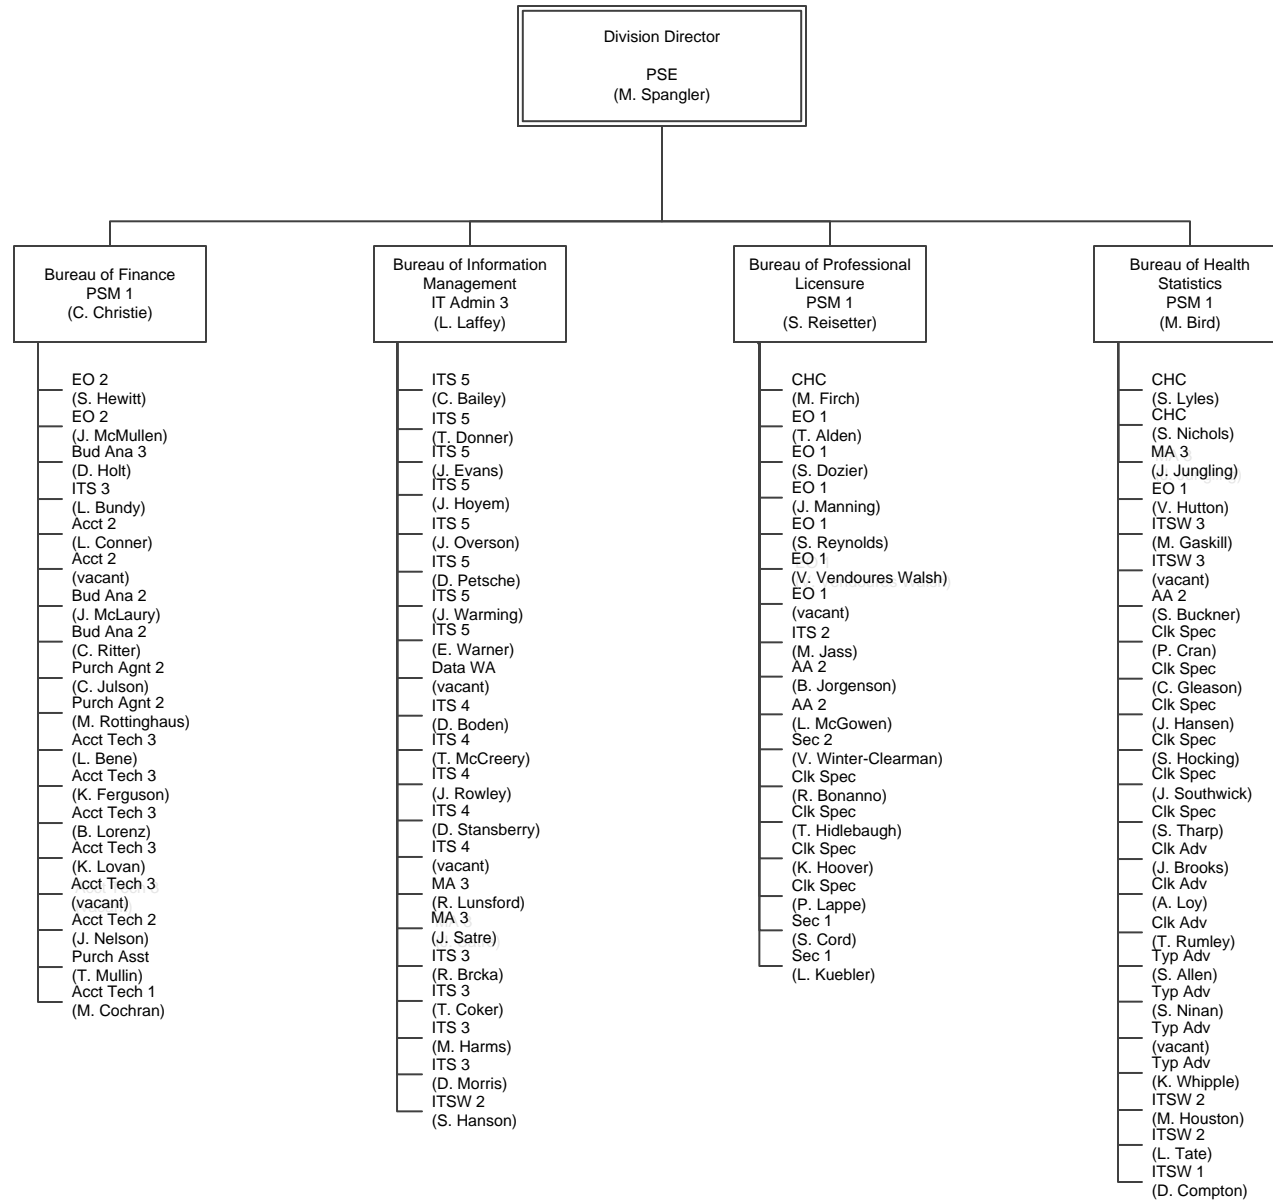 Division Director
PSE
(M. Spangler)
Bureau of Finance
PSM 1
(C. Christie)
EO 2
(S. Hewitt)
EO 2
(J. McMullen)
Bud Ana 3
(D. Holt)
ITS 3
(L. Bundy)
Acct 2
(L. Conner)
Acct 2
(vacant)
Bud Ana 2
(J. McLaury)
Bud Ana 2
(C. Ritter)
Purch Agnt 2
(C. Julson)
Purch Agnt 2
(M. Rottinghaus)
Acct Tech 3
(L. Bene)
Acct Tech 3
(K. Ferguson)
Acct Tech 3
(B. Lorenz)
Acct Tech 3
(K. Lovan)
Acct Tech 3
(vacant)
Acct Tech 2
(J. Nelson)
Purch Asst
(T. Mullin)
Acct Tech 1
(M. Cochran)
Bureau of Information
Management
IT Admin 3
(L. Laffey)
ITS 5
(C. Bailey)
ITS 5
(T. Donner)
ITS 5
(J. Evans)
ITS 5
(J. Hoyem)
ITS 5
(J. Overson)
ITS 5
(D. Petsche)
ITS 5
(J. Warming)
ITS 5
(E. Warner)
Data WA
(vacant)
ITS 4
(D. Boden)
ITS 4
(T. McCreery)
ITS 4
(J. Rowley)
ITS 4
(D. Stansberry)
ITS 4
(vacant)
MA 3
(R. Lunsford)
MA 3
(J. Satre)
ITS 3
(R. Brcka)
ITS 3
(T. Coker)
ITS 3
(M. Harms)
ITS 3
(D. Morris)
ITSW 2
(S. Hanson)
Bureau of Professional
Licensure
PSM 1
(S. Reisetter)
CHC
(M. Firch)
EO 1
(T. Alden)
EO 1
(S. Dozier)
EO 1
(J. Manning)
EO 1
(S. Reynolds)
EO 1
(V. Vendoures Walsh)
EO 1
(vacant)
ITS 2
(M. Jass)
AA 2
(B. Jorgenson)
AA 2
(L. McGowen)
Sec 2
(V. Winter-Clearman)
Clk Spec
(R. Bonanno)
Clk Spec
(T. Hidlebaugh)
Clk Spec
(K. Hoover)
Clk Spec
(P. Lappe)
Sec 1
(S. Cord)
Sec 1
(L. Kuebler)
Bureau of Health
Statistics
PSM 1
(M. Bird)
CHC
(S. Lyles)
CHC
(S. Nichols)
MA 3
(J. Jungling)
EO 1
(V. Hutton)
ITSW 3
(M. Gaskill)
ITSW 3
(vacant)
AA 2
(S. Buckner)
Clk Spec
(P. Cran)
Clk Spec
(C. Gleason)
Clk Spec
(J. Hansen)
Clk Spec
(S. Hocking)
Clk Spec
(J. Southwick)
Clk Spec
(S. Tharp)
Clk Adv
(J. Brooks)
Clk Adv
(A. Loy)
Clk Adv
(T. Rumley)
Typ Adv
(S. Allen)
Typ Adv
(S. Ninan)
Typ Adv
(vacant)
Typ Adv
(K. Whipple)
ITSW 2
(M. Houston)
ITSW 2
(L. Tate)
ITSW 1
(D. Compton)